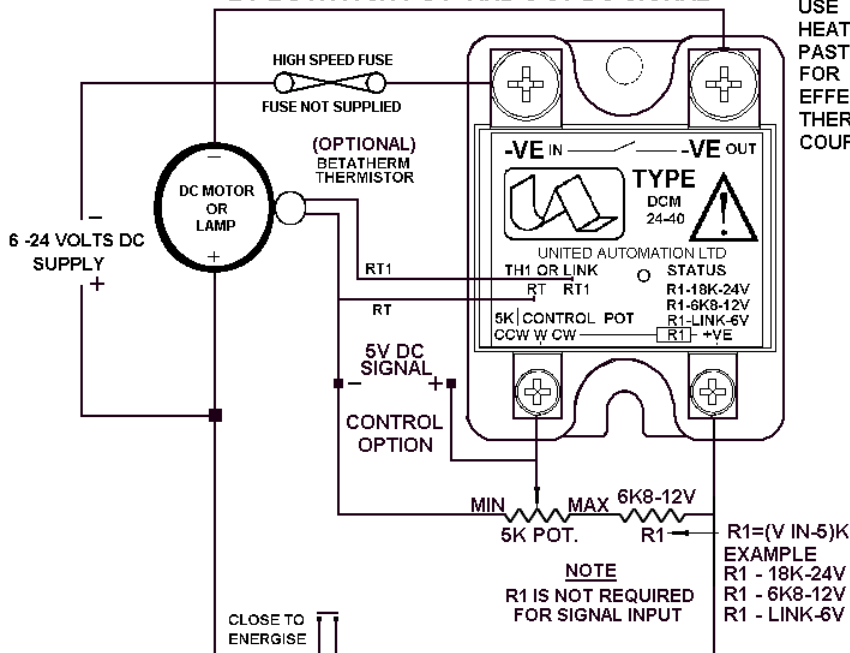 USE
HEAT
PAST
FOR
EFFE
THER
COUP
HIGH SPEED FUSE
FUSE NOT SUPPLIED
(OPTIONAL)
BETATHERM
THERMISTOR
-VE IN
-VE OUT
TYPE
DCM
24-40
UNITED AUTOMATION LTD
TH1 OR LINK
RT RT1
STATUS
R1-18K-24V
R1-6K8-12V
R1-LINK-6V
5K CONTROL POT
CCW W CW
R1 +VE
−
DC MOTOR
OR
LAMP
+
−
6 -24 VOLTS DC
SUPPLY
+
RT1
RT
5V DC
SIGNAL
− +
CONTROL
OPTION
MIN
MAX
5K POT.
6K8-12V
R1
R1=(V IN-5)K
EXAMPLE
R1 - 18K-24V
R1 - 6K8-12V
R1 - LINK-6V
NOTE
R1 IS NOT REQUIRED
FOR SIGNAL INPUT
CLOSE TO
ENERGISE